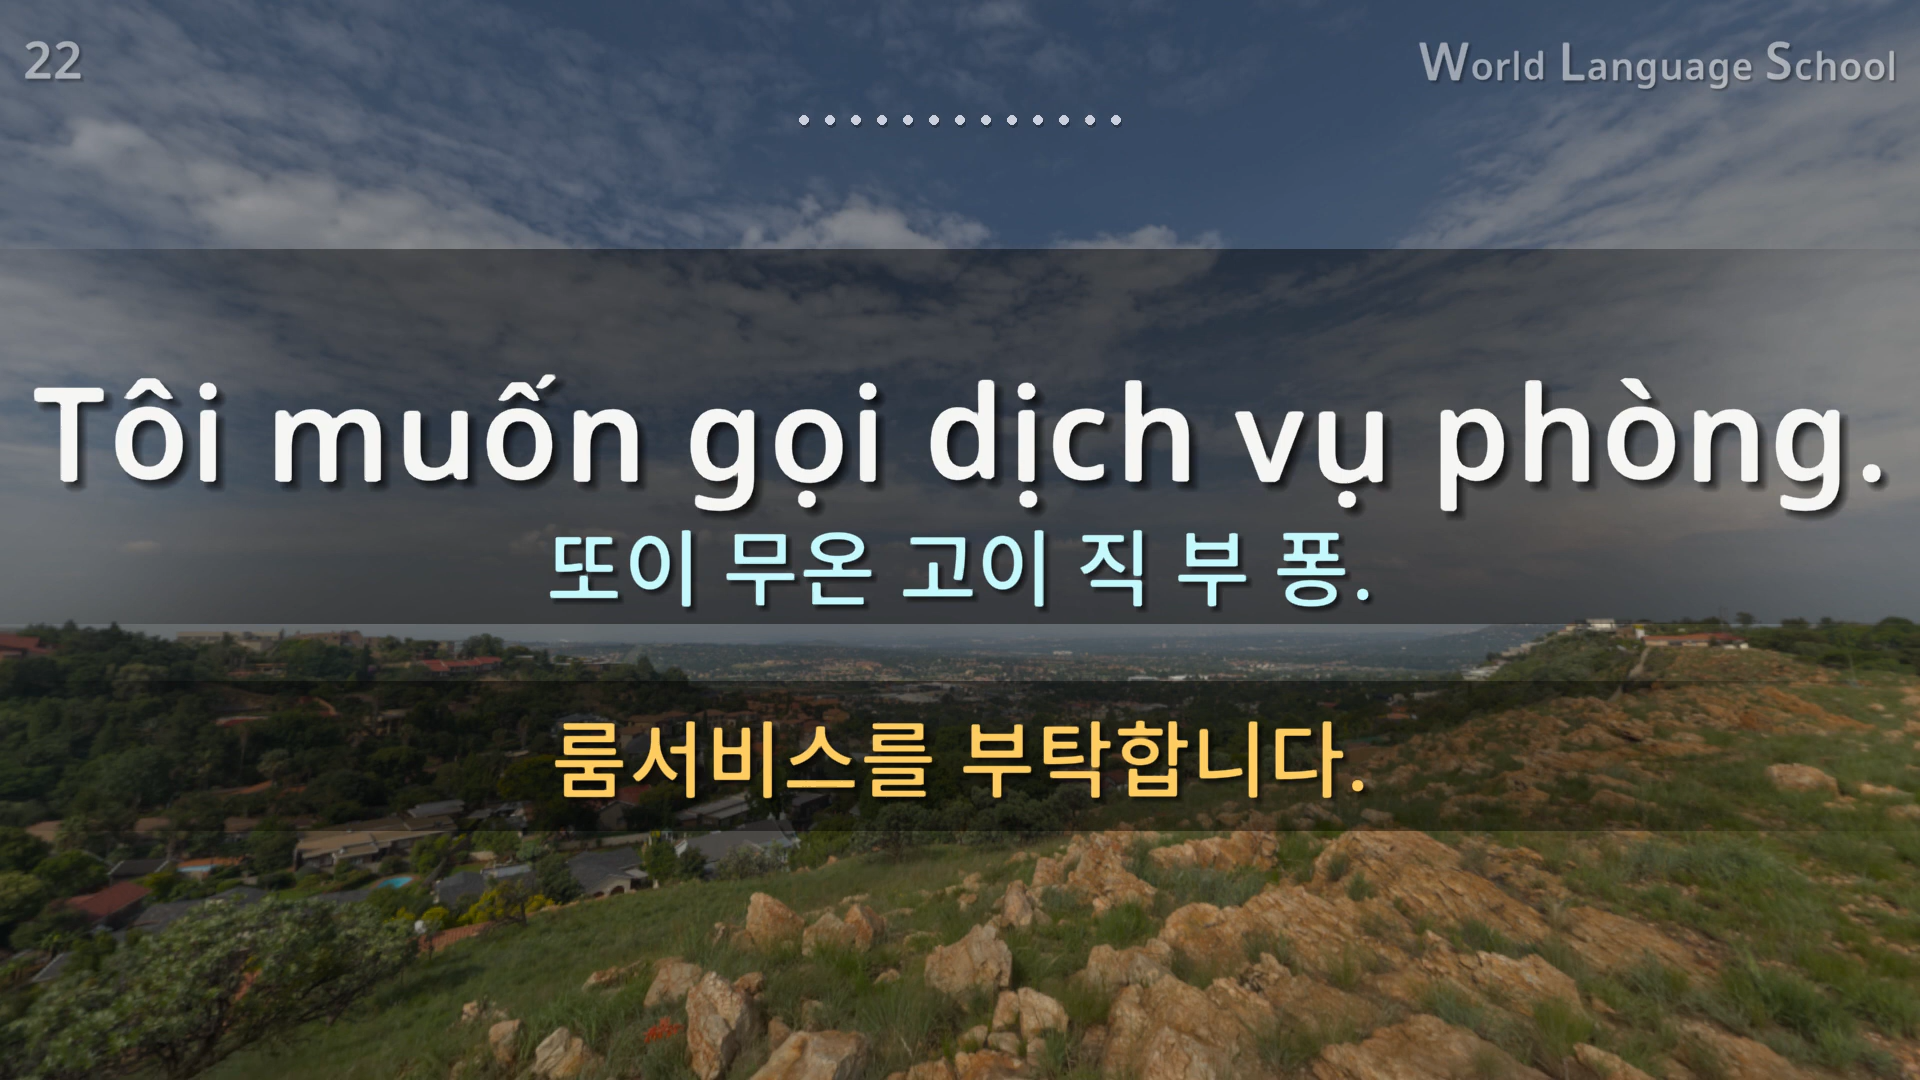 22
World Language School
Tôi muốn gọi dịch vụ phòng.
또이 무온 고이 직 부 퐁.
룸서비스를 부탁합니다.